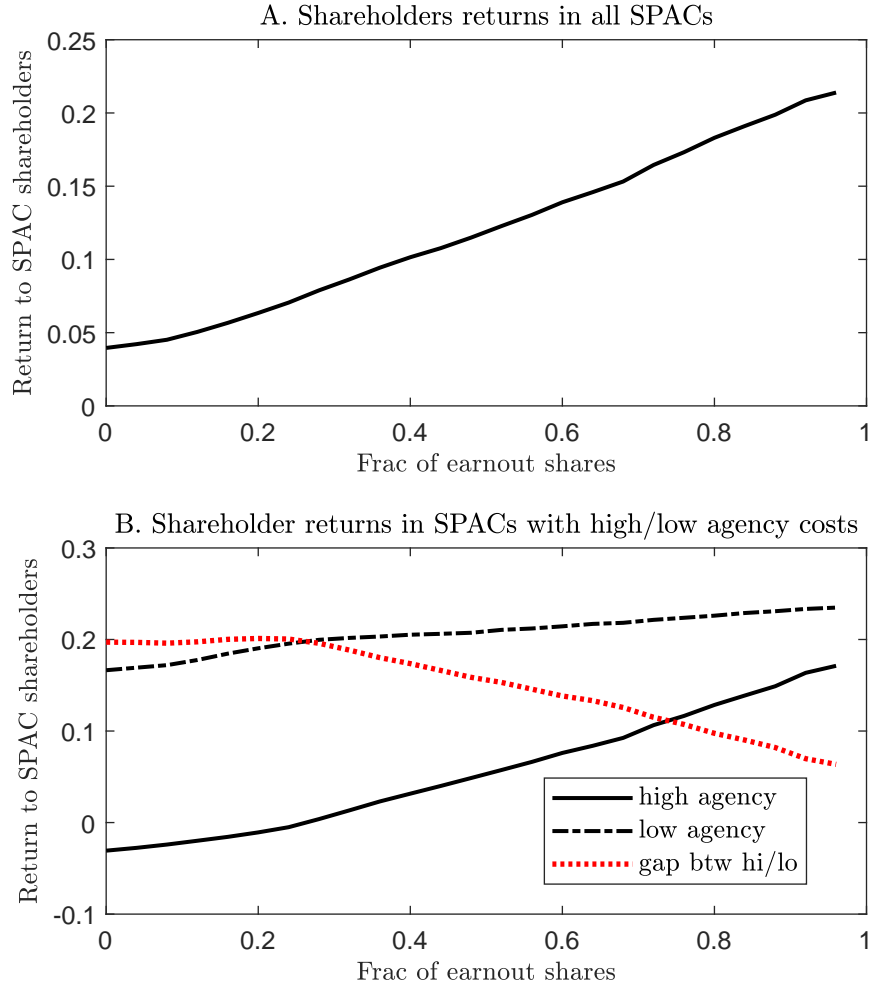 A. Shareholders returns in all SPACs
Return to SPAC shareholders
0.25
0.2
0.15
0.1
0.05
0
0 0.2 0.4 0.6 0.8 1
Frac of earnout shares
B. Shareholder returns in SPACs with high/low agency costs
Return to SPAC shareholders
0.3
0.2
0.1
0
-0.1
high agency
low agency
gap btw hi/lo
0 0.2 0.4 0.6 0.8 1
Frac of earnout shares